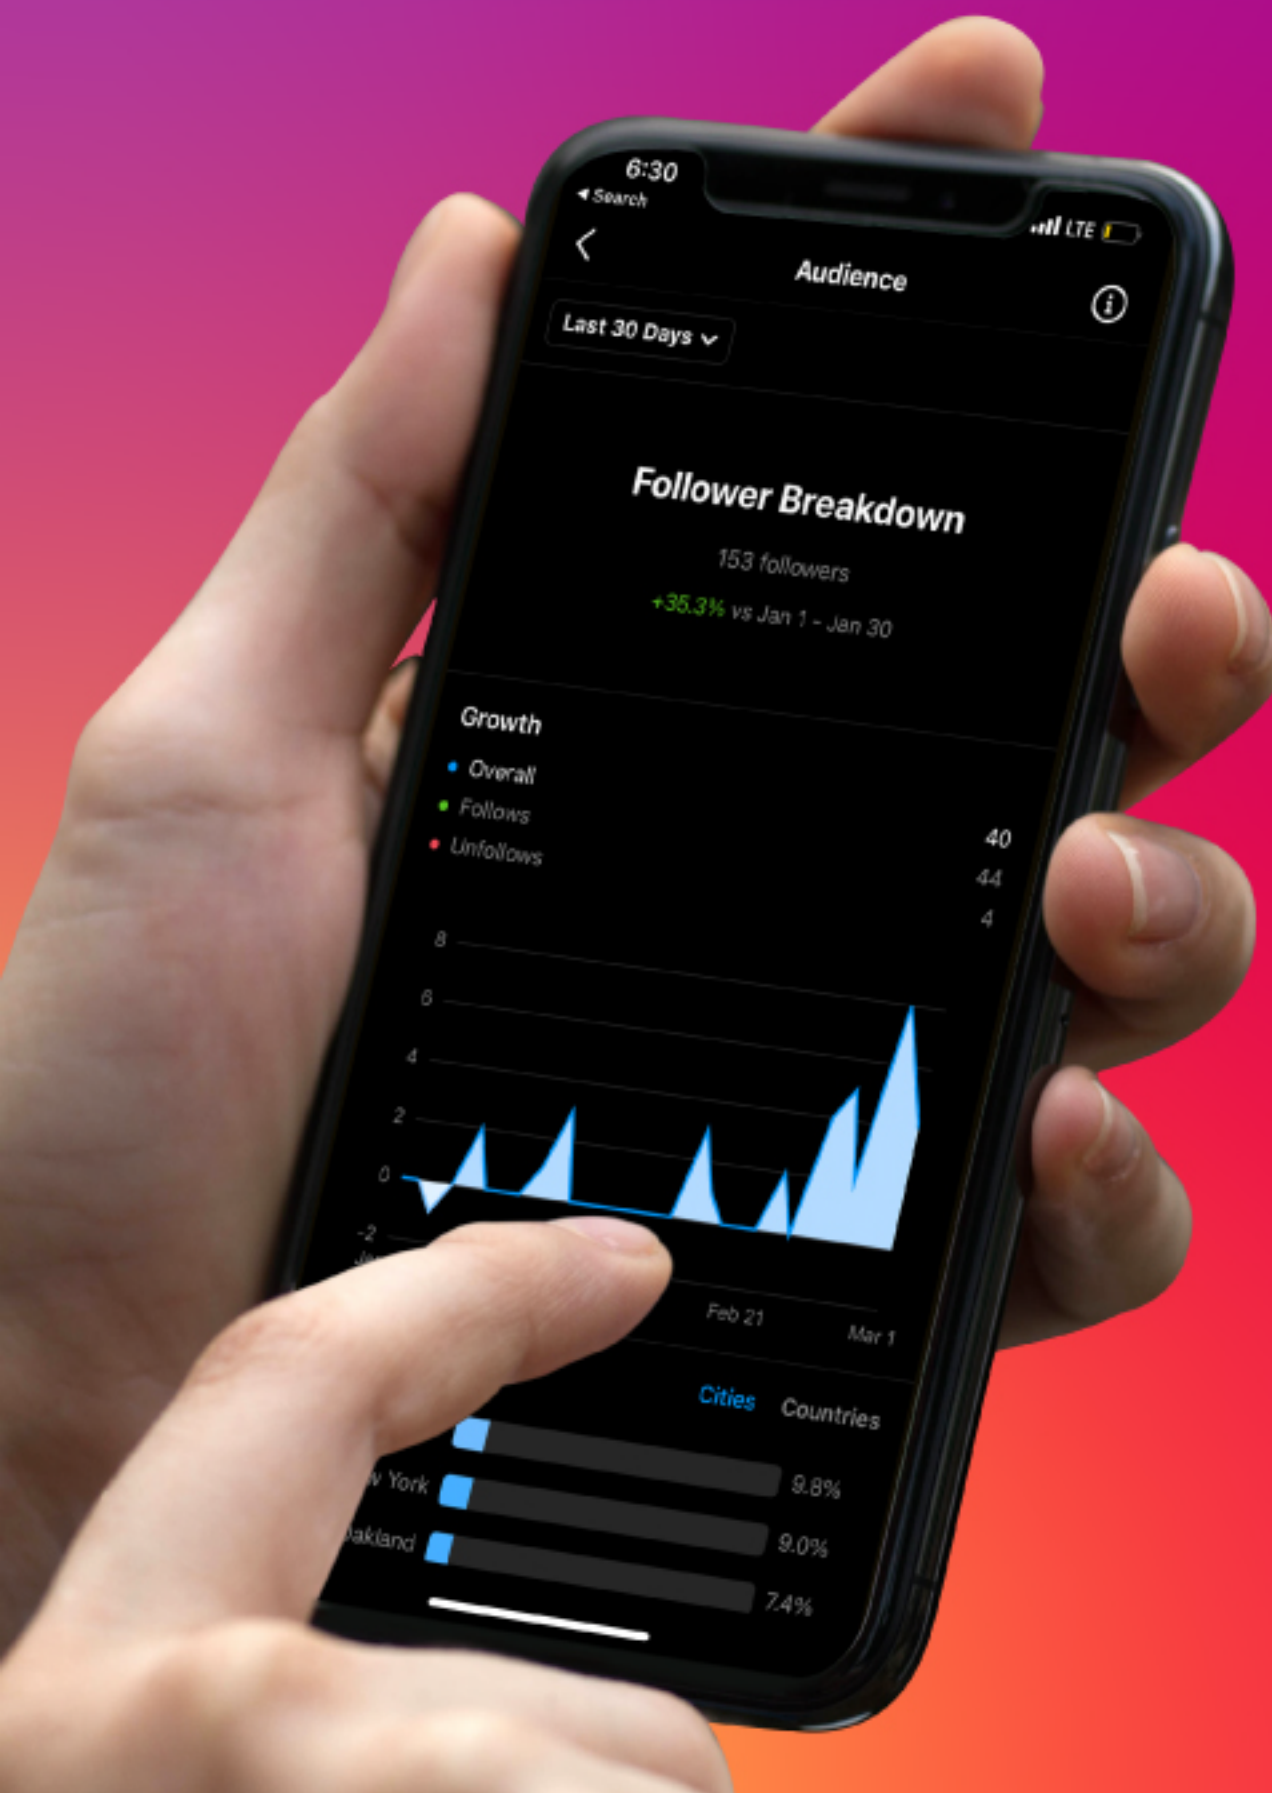 6:30
Search
LTE
Audience
Last 30 Days
Follower Breakdown
153 followers
+35.3% vs Jan 1 - Jan 30
Growth
Overall 40
Follows 44
Unfollows 4
8
6
4
2
0
-2
Feb 21 Mar 1
Cities Countries
9.8%
York 9.0%
7.4%